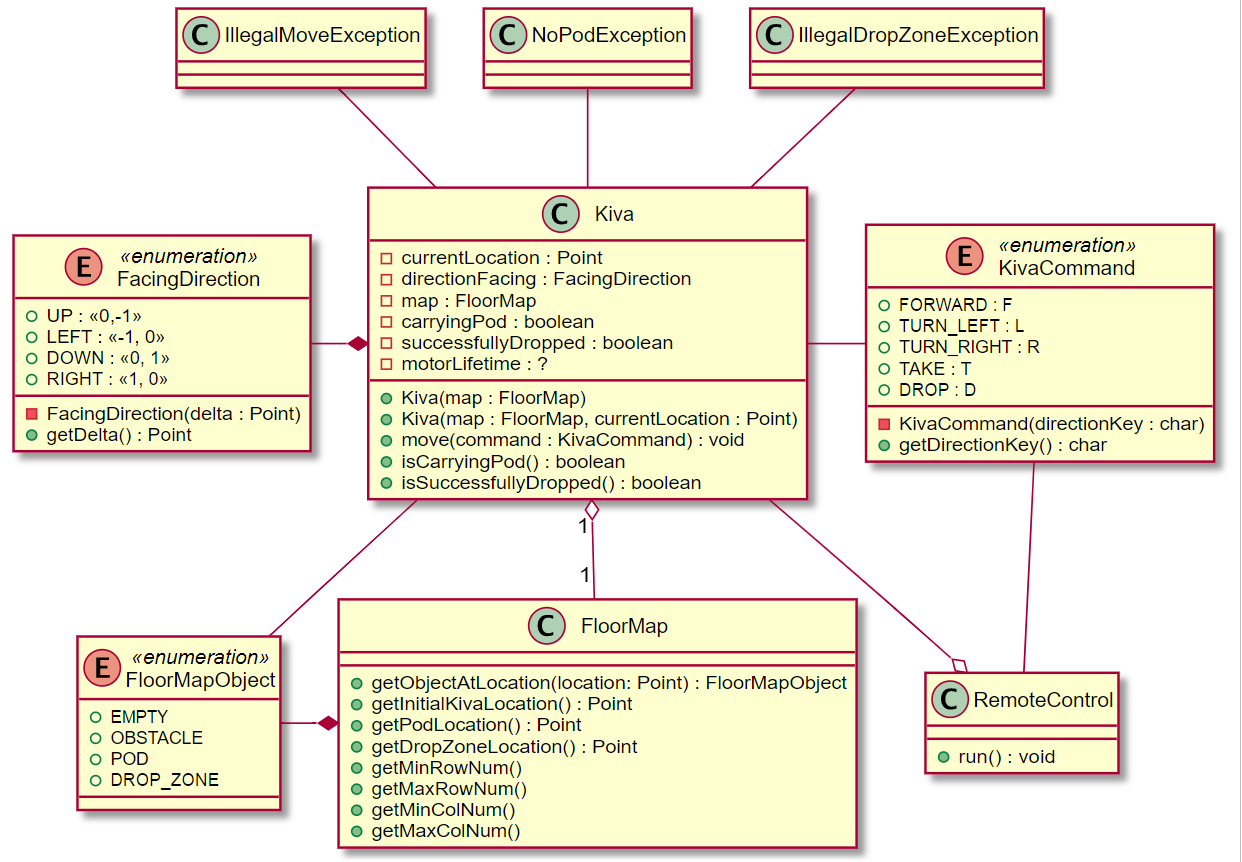 C IllegalMoveException
C NoPodException
C IllegalDropZoneException
C Kiva
currentLocation : Point
directionFacing : FacingDirection
map : FloorMap
carryingPod : boolean
successfullyDropped : boolean
motorLifetime : ?
Kiva(map : FloorMap)
Kiva(map : FloorMap, currentLocation : Point)
move(command : KivaCommand) : void
isCarryingPod() : boolean
isSuccessfullyDropped() : boolean
E «enumeration»
FacingDirection
UP : «0,-1»
LEFT : «-1, 0»
DOWN : «0, 1»
RIGHT : «1, 0»
FacingDirection(delta : Point)
getDelta() : Point
E «enumeration»
KivaCommand
FORWARD : F
TURN_LEFT : L
TURN_RIGHT : R
TAKE : T
DROP : D
KivaCommand(directionKey : char)
getDirectionKey() : char
1
1
E «enumeration»
FloorMapObject
EMPTY
OBSTACLE
POD
DROP_ZONE
C FloorMap
getObjectAtLocation(location: Point) : FloorMapObject
getInitialKivaLocation() : Point
getPodLocation() : Point
getDropZoneLocation() : Point
getMinRowNum()
getMaxRowNum()
getMinColNum()
getMaxColNum()
C RemoteControl
run() : void